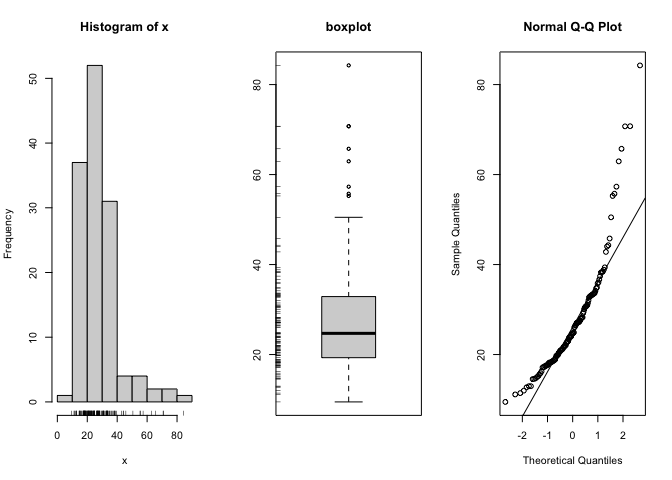 Histogram of x
Frequency
0
10
20
30
40
50
0 20 40 60 80
x
boxplot
20
40
60
80
Normal Q-Q Plot
Sample Quantiles
20
40
60
80
-2 -1 0 1 2
Theoretical Quantiles